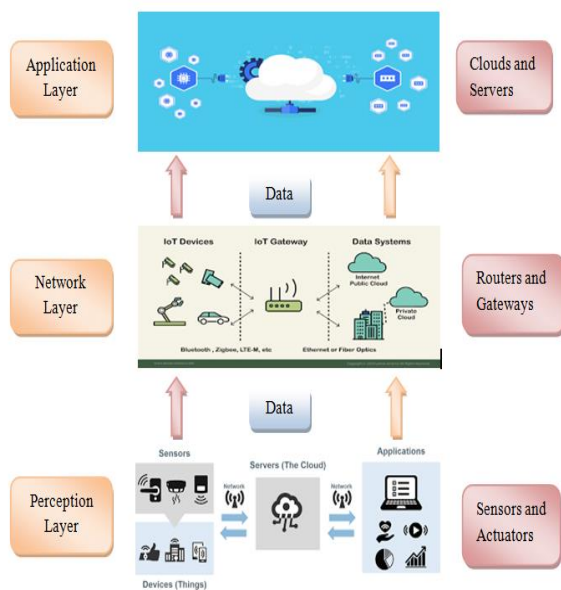 Application
Layer
Clouds and
Servers
Data
Network
Layer
IoT Devices
IoT Gateway
Data Systems
Internet
Public Cloud
Private
Cloud
Bluetooth , Zigbee, LTE-M, etc
Ethernet or Fiber Optics
Routers and
Gateways
Data
Perception
Layer
Sensors
Network
Servers (The Cloud)
Network
Applications
Devices (Things)
Sensors and
Actuators